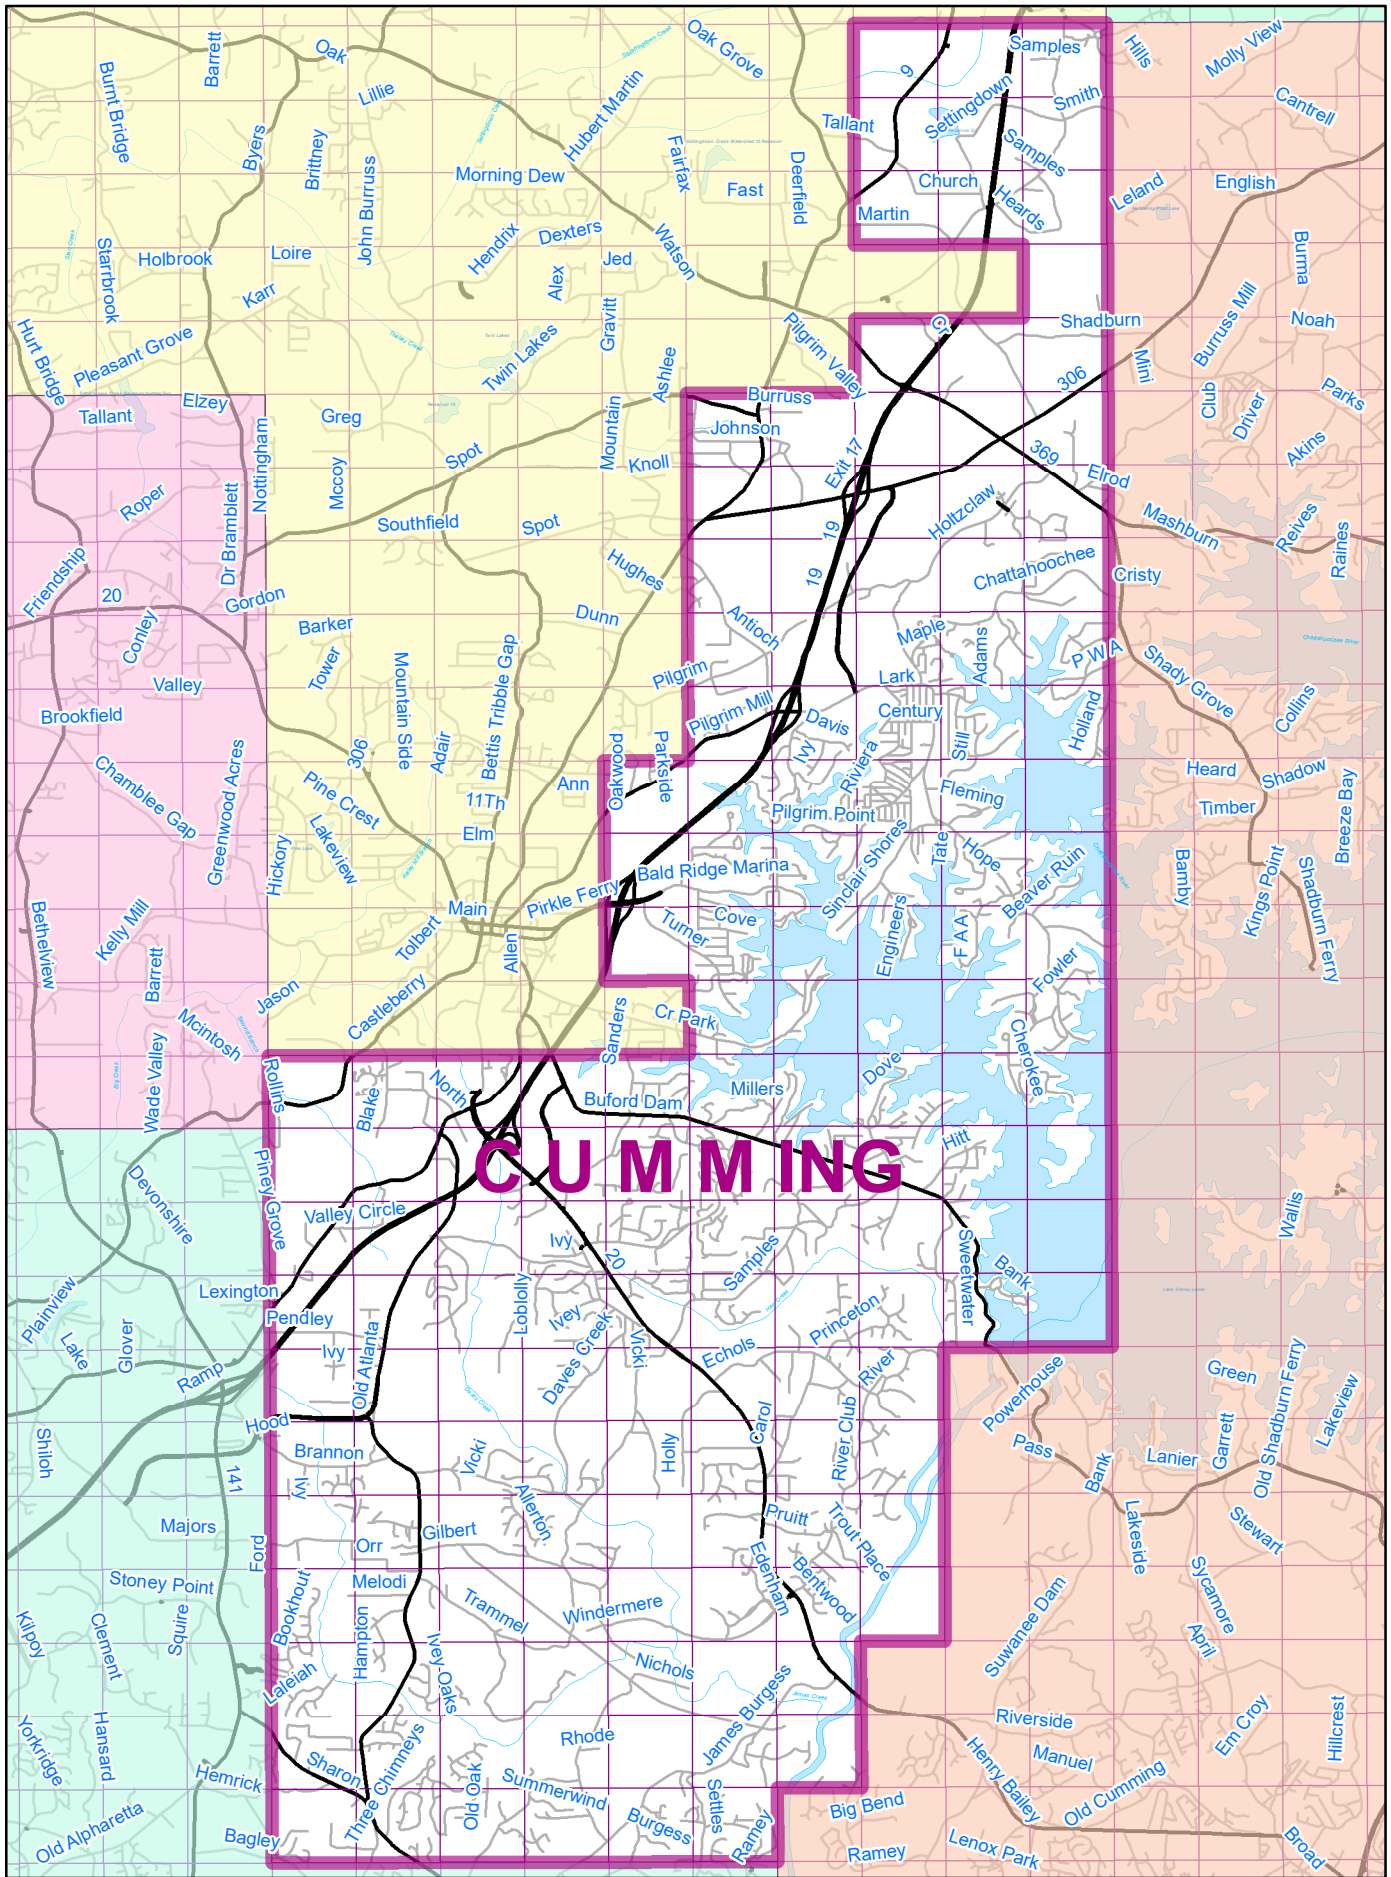 Oak Grove
Samples
Hills
Molly View
Barrett
Oak
Burnt Bridge
Lillie
Hubert Martin
9
Settingdown
Smith
Cantrell
Byers
Brittney
John Burruss
Morning Dew
Fairfax
Fast
Deerfield
Tallant
Samples
Church
Heards
Martin
Leland
English
Starrbrook
Holbrook
Loire
Karr
Hendrix
Dexters
Alex
Jed
Watson
Burma
Hurt Bridge
Pleasant Grove
Twin Lakes
Gravitt
Ashlee
Pilgrim Valley
Cr
Shadburn
Mini
Burruss Mill
Noah
306
Tallant
Elzey
Greg
Mountain
Burruss
Johnson
Club
Driver
Parks
Nottingham
Mccoy
Spot
Knoll
Exit 17
369
Elrod
Akins
Roper
Dr Bramblett
Southfield
Spot
Hughes
19
Holtzclaw
Mashburn
Reives
Raines
Friendship
20
Gordon
Conley
Barker
Dunn
19
Antioch
Chattahoochee
Cristy
Maple
Adams
P W A
Shady Grove
Valley
Tower
Mountain Side
Bettis Tribble Gap
Pilgrim
Lark
Brookfield
306
Adair
Pilgrim Mill
Davis
Century
Holland
Collins
Chamblee Gap
Greenwood Acres
Pine Crest
11Th
Ann
Oakwood
Parkside
Ivy
Riviera
Still
Fleming
Heard
Shadow
Timber
Breeze Bay
Hickory
Lakeview
Elm
Pilgrim Point
Sinclair Shores
Tate
Hope
Beaver Ruin
Bamby
Kings Point
Shadburn Ferry
Bald Ridge Marina
Pirkle Ferry
Main
Tolbert
Allen
Turner
Cove
Engineers
F A A
Fowler
Bethelview
Kelly Mill
Barrett
Jason
Castleberry
Sanders
Cr Park
Cherokee
Mcintosh
Wade Valley
Rollins
Blake
North
Buford Dam
Millers
Dove
Hitt
CUMMING
Devonshire
Piney Grove
Valley Circle
Ivy
20
Samples
Sweetwater
Bank
Wallis
Lexington
Pendley
Loblolly
Ivey
Daves Creek
Vicki
Echols
Princeton
River
Plainview
Lake
Glover
Ramp
Ivy
Old Atlanta
Hood
Carol
River Club
Powerhouse
Green
Old Shadburn Ferry
Lakeview
Shiloh
141
Brannon
Ivy
Vicki
Holly
Pass
Bank
Lanier
Garrett
Majors
Ford
Orr
Gilbert
Allerton
Pruitt
Trout Place
Lakeside
Stewart
Stoney Point
Bookhout
Melodi
Trammel
Windermere
Edenham
Bentwood
Suwanee Dam
Sycamore
Kilpoy
Clement
Squire
Hampton
Ivey Oaks
Nichols
April
Laleiah
James Burgess
Yorkridge
Hansard
Hemrick
Sharon
Three Chimneys
Rhode
Riverside
Manuel
Em Croy
Hillcrest
Old Oak
Summerwind
Burgess
Settles
Ramey
Big Bend
Henry Bailey
Old Cumming
Old Alpharetta
Bagley
Ramey
Lenox Park
Broad